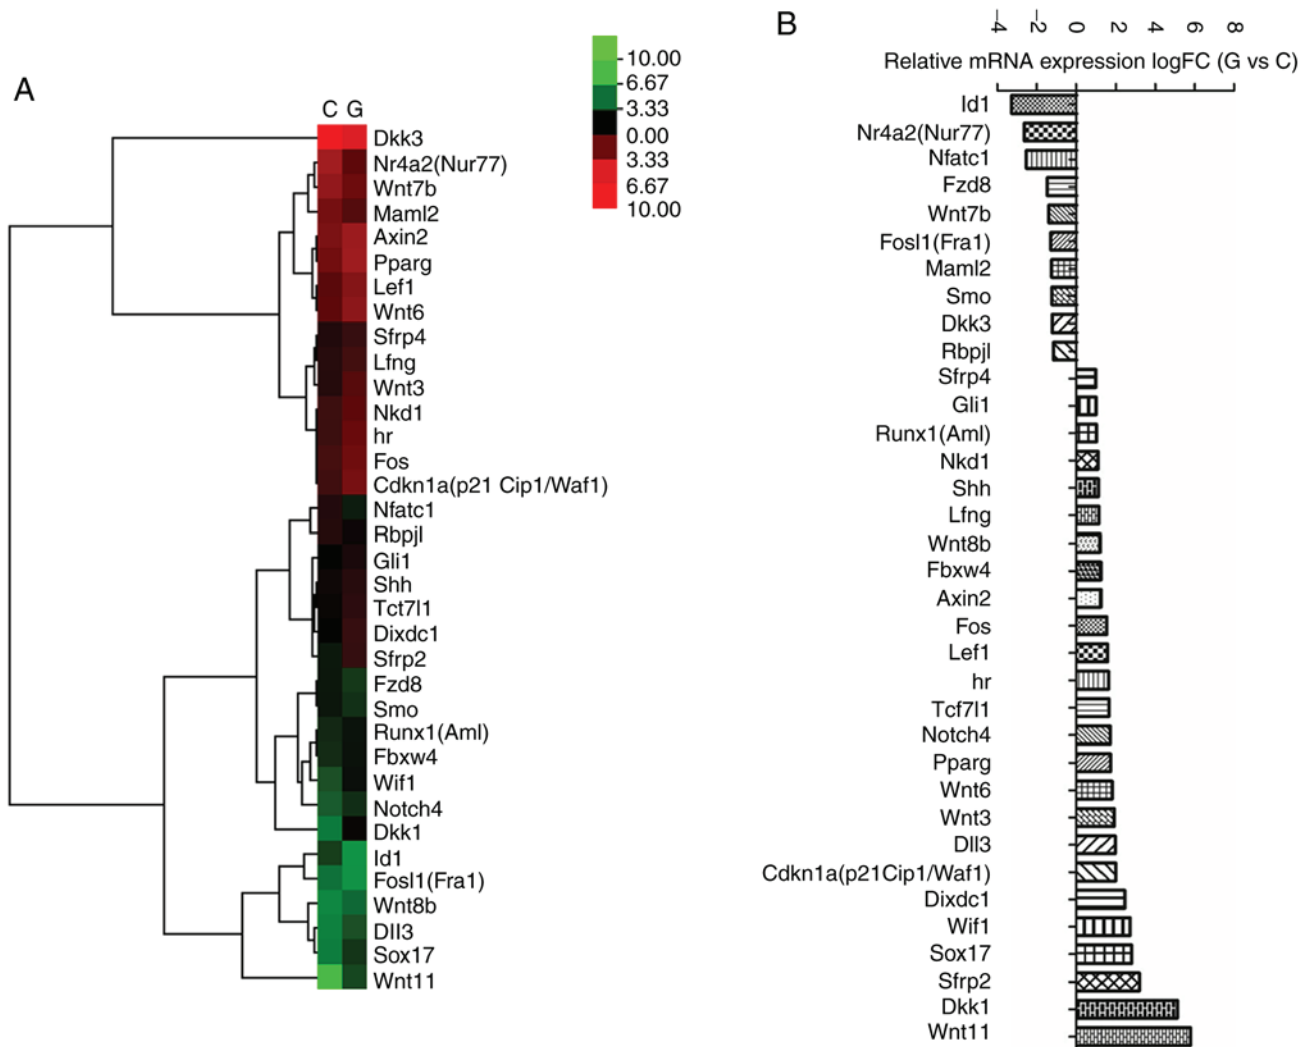 A
C G
Dkk3
Nr4a2(Nur77)
Wnt7b
Maml2
Axin2
Pparg
Lef1
Wnt6
Sfrp4
Lfng
Wnt3
Nkd1
hr
Fos
Cdkn1a(p21 Cip1/Waf1)
Nfatc1
Rbpjl
Gli1
Shh
Tct7l1
Dixdc1
Sfrp2
Fzd8
Smo
Runx1(Aml)
Fbxw4
Wif1
Notch4
Dkk1
Id1
Fosl1(Fra1)
Wnt8b
Dll3
Sox17
Wnt11
10.00
6.67
3.33
0.00
3.33
6.67
10.00
B
−4 −2 0 2 4 6 8
Relative mRNA expression logFC (G vs C)
Id1
Nr4a2(Nur77)
Nfatc1
Fzd8
Wnt7b
Fosl1(Fra1)
Maml2
Smo
Dkk3
Rbpjl
Sfrp4
Gli1
Runx1(Aml)
Nkd1
Shh
Lfng
Wnt8b
Fbxw4
Axin2
Fos
Lef1
hr
Tcf7l1
Notch4
Pparg
Wnt6
Wnt3
Dll3
Cdkn1a(p21Cip1/Waf1)
Dixdc1
Wif1
Sox17
Sfrp2
Dkk1
Wnt11